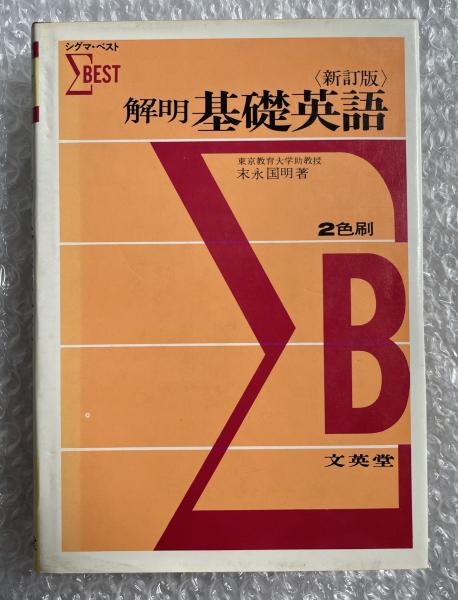 シグマ・ベスト
ΣBEST
〈新訂版〉
解明 基礎英語
東京教育大学助教授
末永国明著
2色刷
ΣB
文英堂